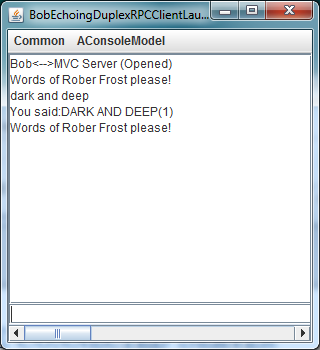 BobEchoingDuplexRPCClientLau...
Common AConsoleModel
Bob<-->MVC Server (Opened)
Words of Rober Frost please!
dark and deep
You said:DARK AND DEEP(1)
Words of Rober Frost please!